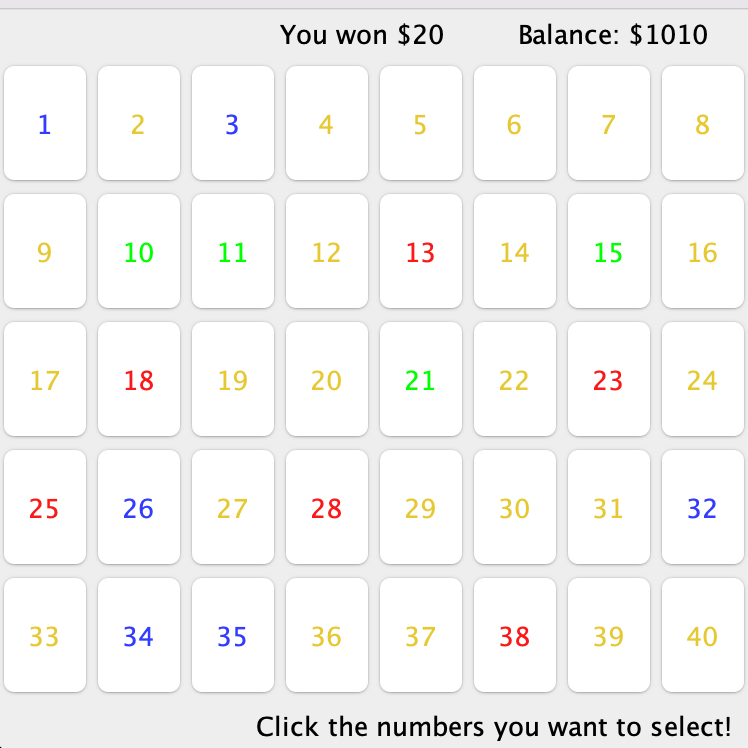 You won $20 Balance: $1010
1 2 3 4 5 6 7 8
9 10 11 12 13 14 15 16
17 18 19 20 21 22 23 24
25 26 27 28 29 30 31 32
33 34 35 36 37 38 39 40
Click the numbers you want to select!